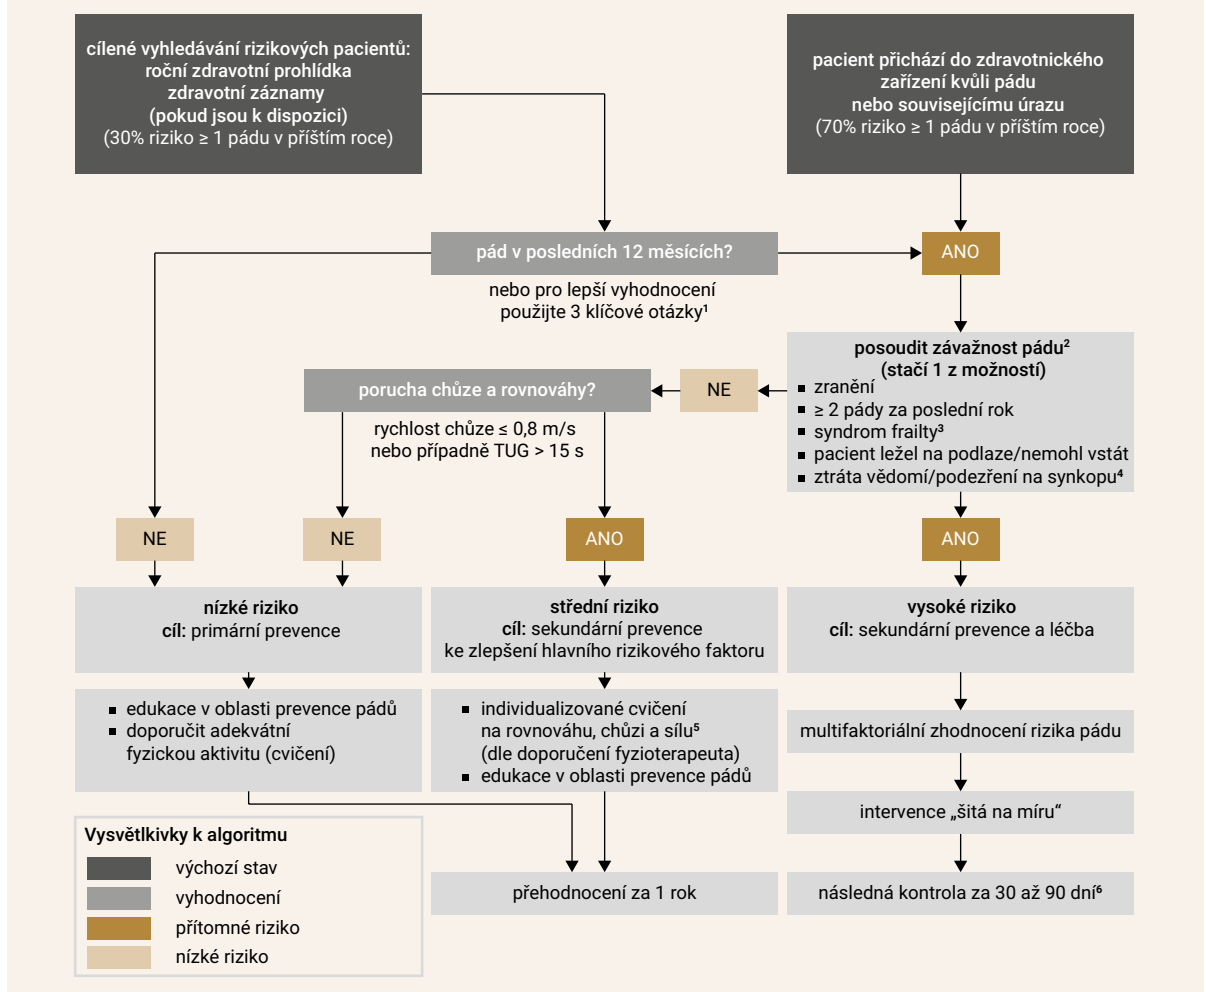 cílené vyhledávání rizikových pacientů:
roční zdravotní prohlídka
zdravotní záznamy
(pokud jsou k dispozici)
(30% riziko ≥ 1 pádu v příštím roce)
pacient přichází do zdravotnického
zařízení kvůli pádu
nebo souvisejícímu úrazu
(70% riziko ≥ 1 pádu v příštím roce)
pád v posledních 12 měsících?
ANO
nebo pro lepší vyhodnocení
použijte 3 klíčové otázky¹
posoudit závažnost pádu²
(stačí 1 z možností)
▪ zranění
▪ ≥ 2 pády za poslední rok
▪ syndrom frailty³
▪ pacient ležel na podlaze/nemohl vstát
▪ ztráta vědomí/podezření na synkopu⁴
NE
porucha chůze a rovnováhy?
rychlost chůze ≤ 0,8 m/s
nebo případně TUG > 15 s
NE
NE
ANO
ANO
nízké riziko
cíl: primární prevence
střední riziko
cíl: sekundární prevence
ke zlepšení hlavního rizikového faktoru
vysoké riziko
cíl: sekundární prevence a léčba
▪ edukace v oblasti prevence pádů
▪ doporučit adekvátní
fyzickou aktivitu (cvičení)
▪ individualizované cvičení
na rovnováhu, chůzi a sílu⁵
(dle doporučení fyzioterapeuta)
▪ edukace v oblasti prevence pádů
multifaktoriální zhodnocení rizika pádu
intervence „šitá na míru“
přehodnocení za 1 rok
následná kontrola za 30 až 90 dní⁶
Vysvětlkivky k algoritmu
výchozí stav
vyhodnocení
přítomné riziko
nízké riziko